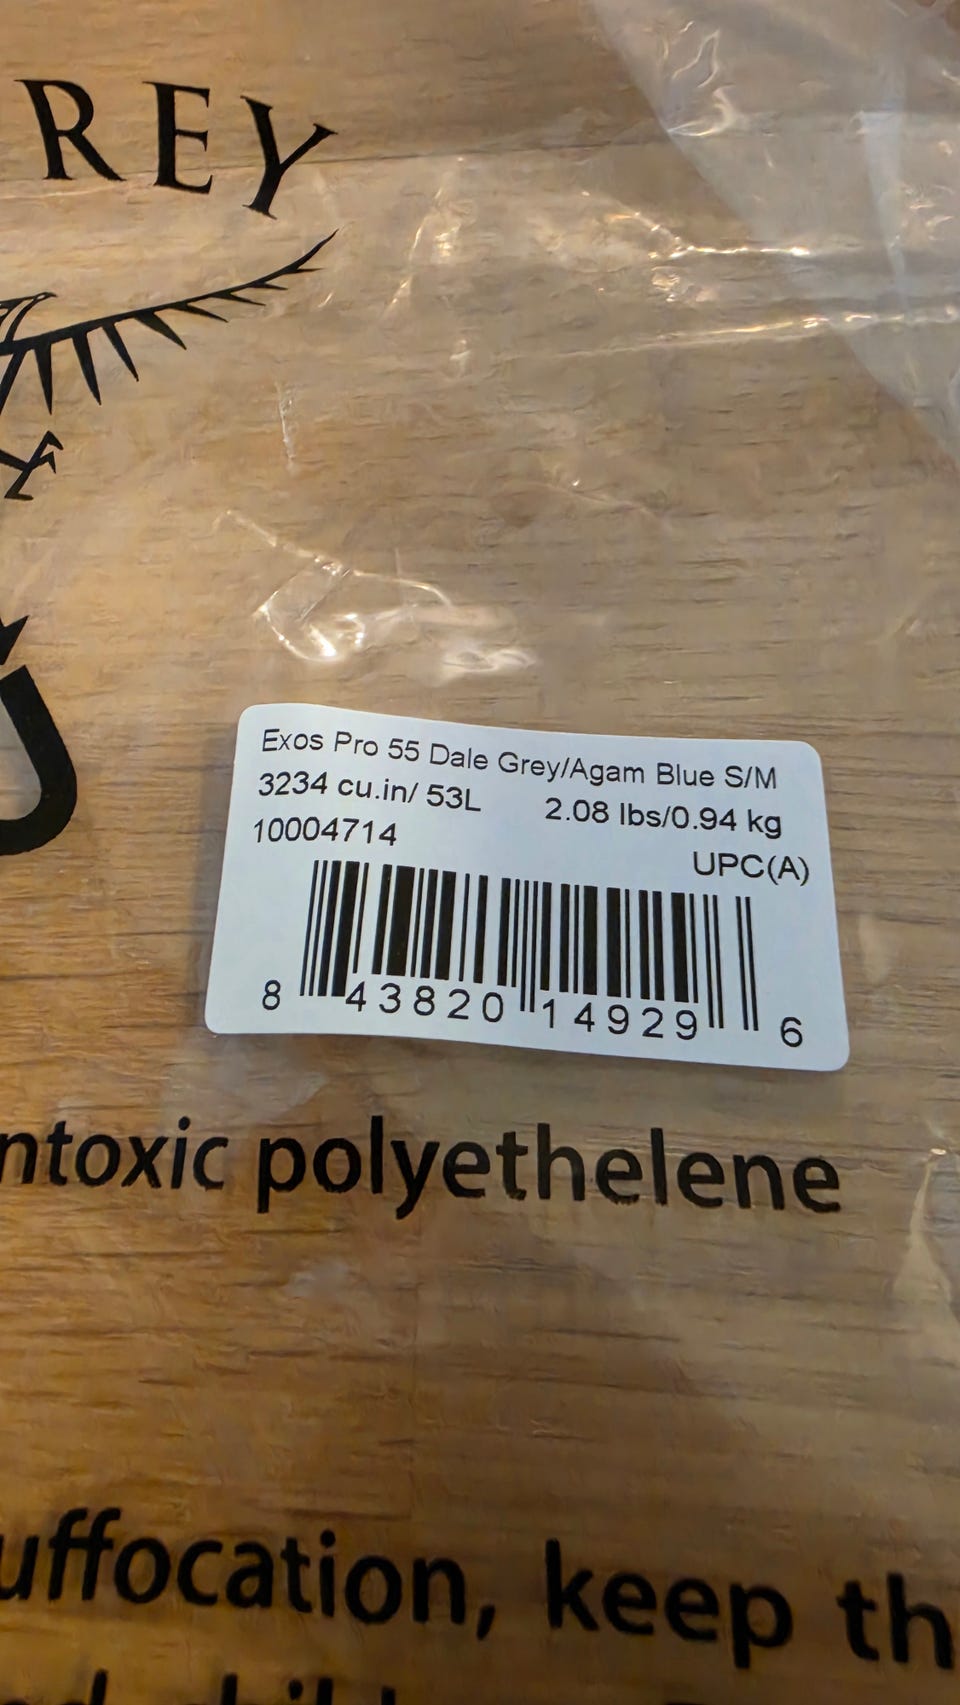 REY
Exos Pro 55 Dale Grey/Agam Blue S/M
3234 cu.in/ 53L 2.08 lbs/0.94 kg
10004714
UPC(A)
8 43820 14929 6
ntoxic polyethelene
uffocation, keep th